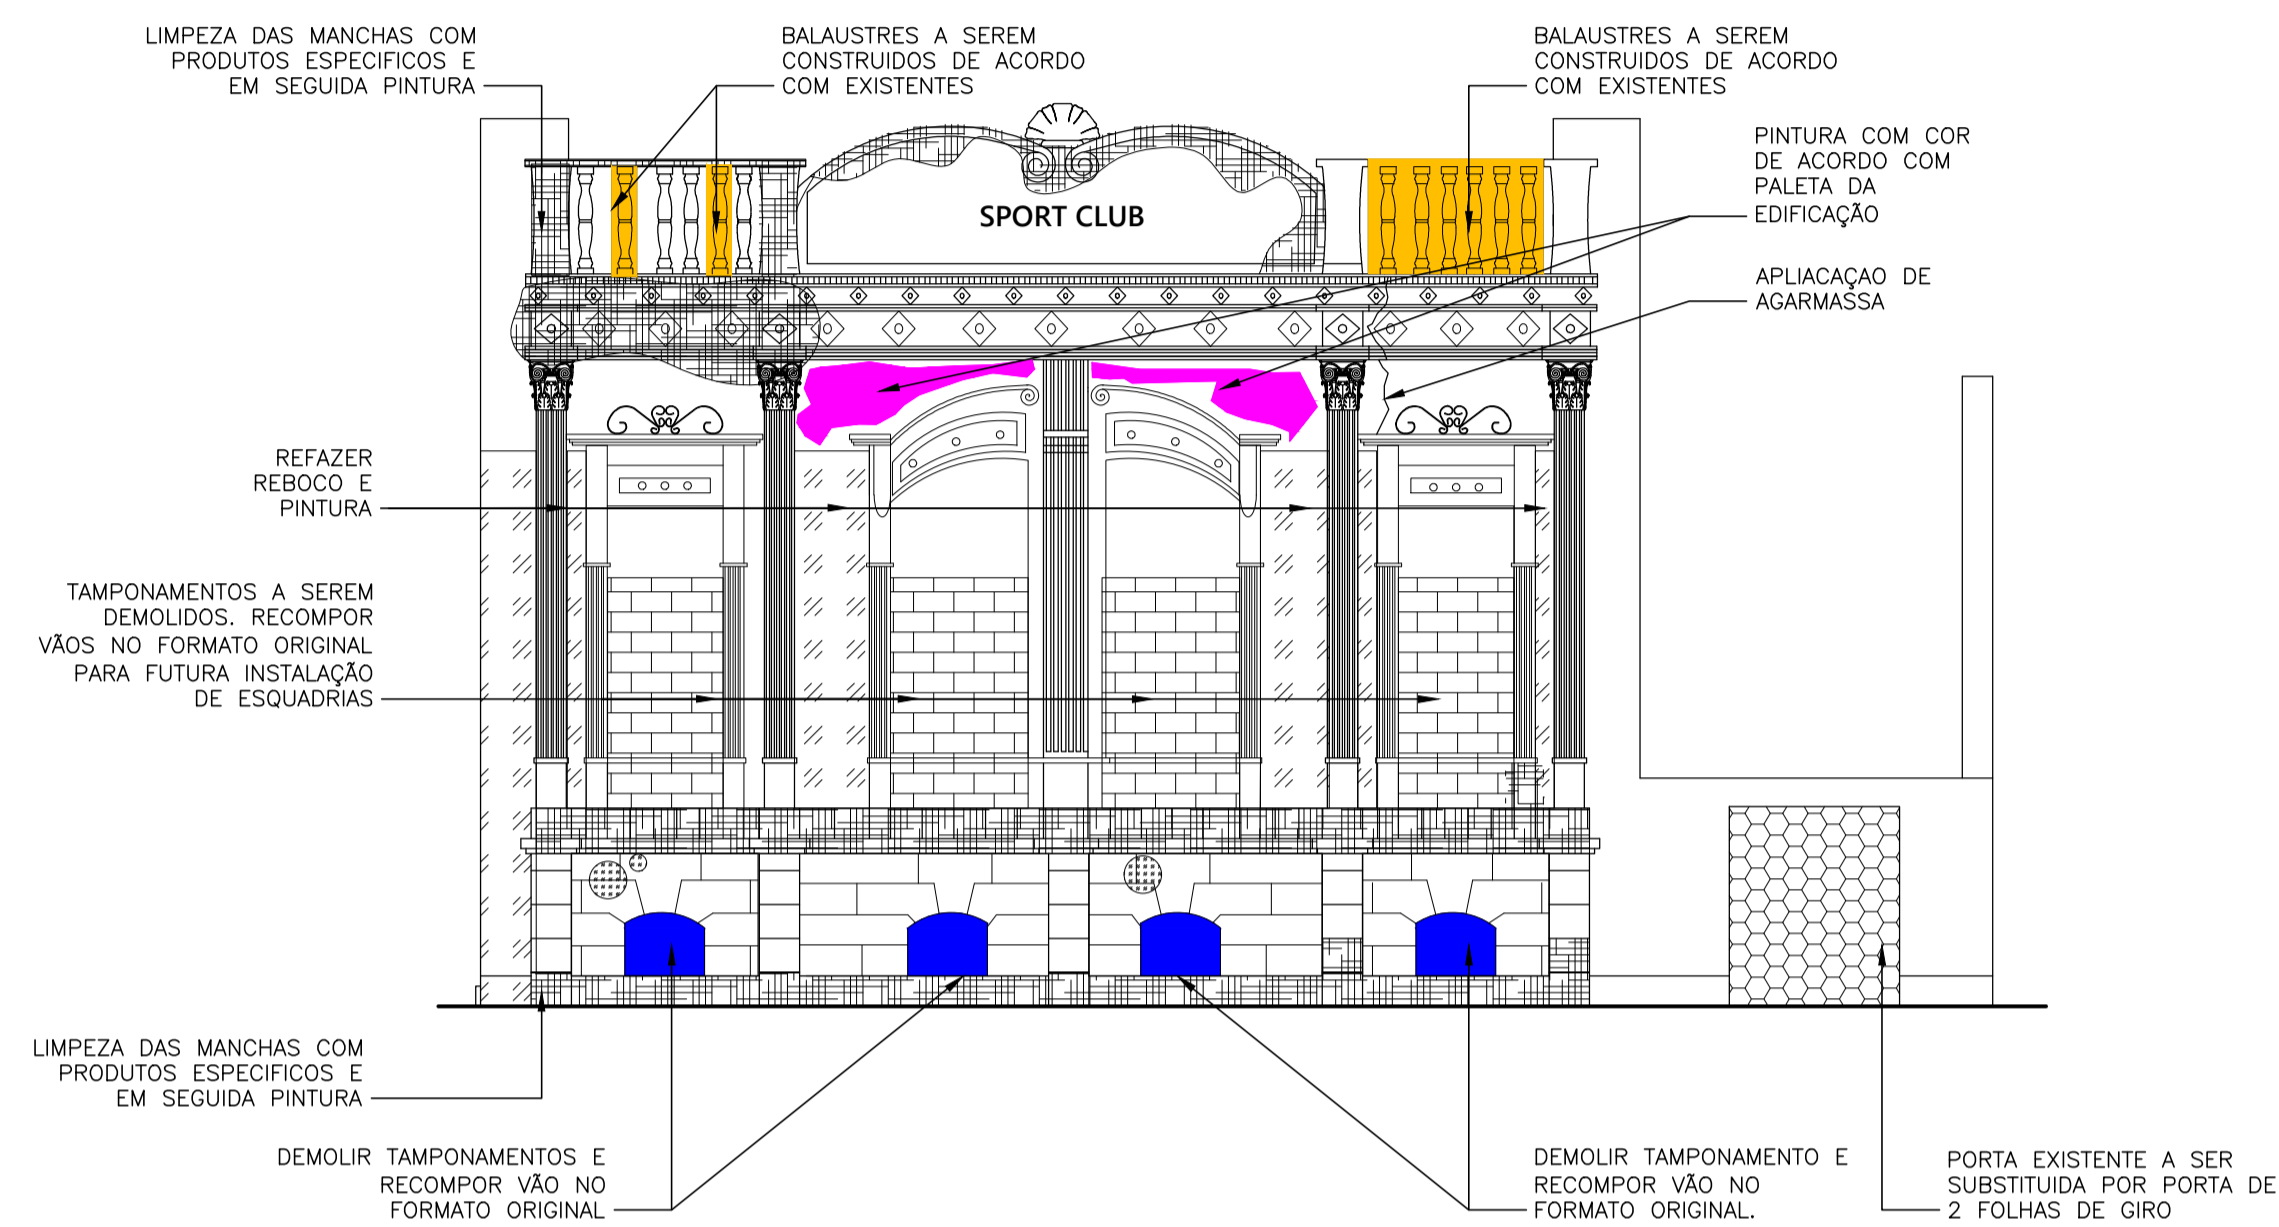 LIMPEZA DAS MANCHAS COM
PRODUTOS ESPECIFICOS E
EM SEGUIDA PINTURA
BALAUSTRES A SEREM
CONSTRUIDOS DE ACORDO
COM EXISTENTES
BALAUSTRES A SEREM
CONSTRUIDOS DE ACORDO
COM EXISTENTES
PINTURA COM COR
DE ACORDO COM
PALETA DA
EDIFICAÇÃO
SPORT CLUB
APLIACAÇAO DE
AGARMASSA
REFAZER
REBOCO E
PINTURA
TAMPONAMENTOS A SEREM
DEMOLIDOS. RECOMPOR
VÃOS NO FORMATO ORIGINAL
PARA FUTURA INSTALAÇÃO
DE ESQUADRIAS
LIMPEZA DAS MANCHAS COM
PRODUTOS ESPECIFICOS E
EM SEGUIDA PINTURA
DEMOLIR TAMPONAMENTOS E
RECOMPOR VÃO NO
FORMATO ORIGINAL
DEMOLIR TAMPONAMENTO E
RECOMPOR VÃO NO
FORMATO ORIGINAL.
PORTA EXISTENTE A SER
SUBSTITUIDA POR PORTA DE
2 FOLHAS DE GIRO